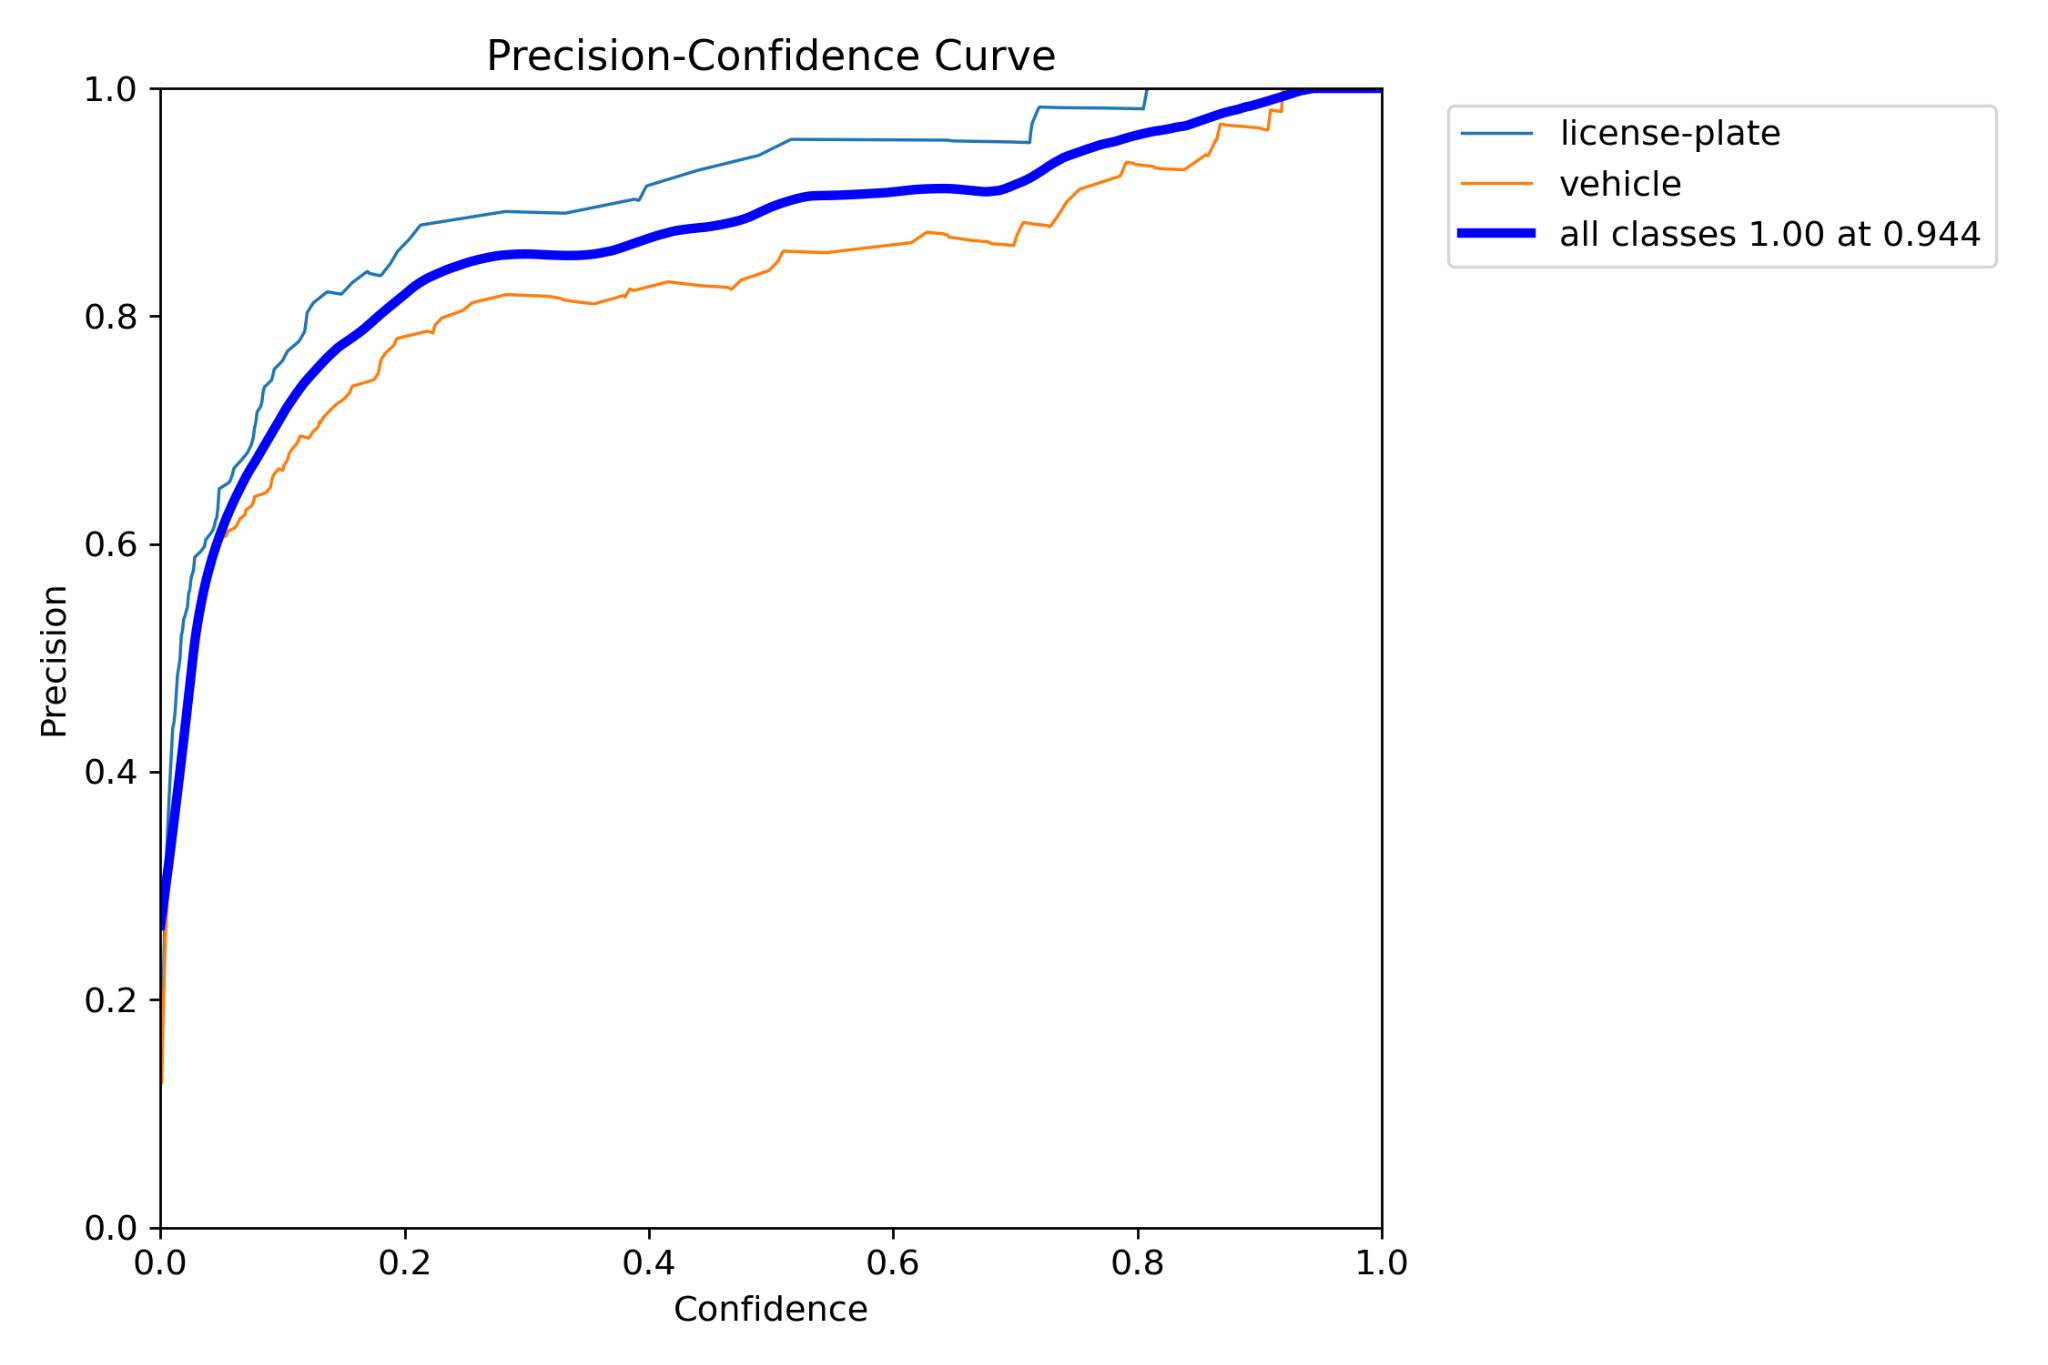 Precision-Confidence Curve
1.0
0.8
0.6
0.4
0.2
0.0
Precision
0.0 0.2 0.4 0.6 0.8 1.0
Confidence
license-plate
vehicle
all classes 1.00 at 0.944